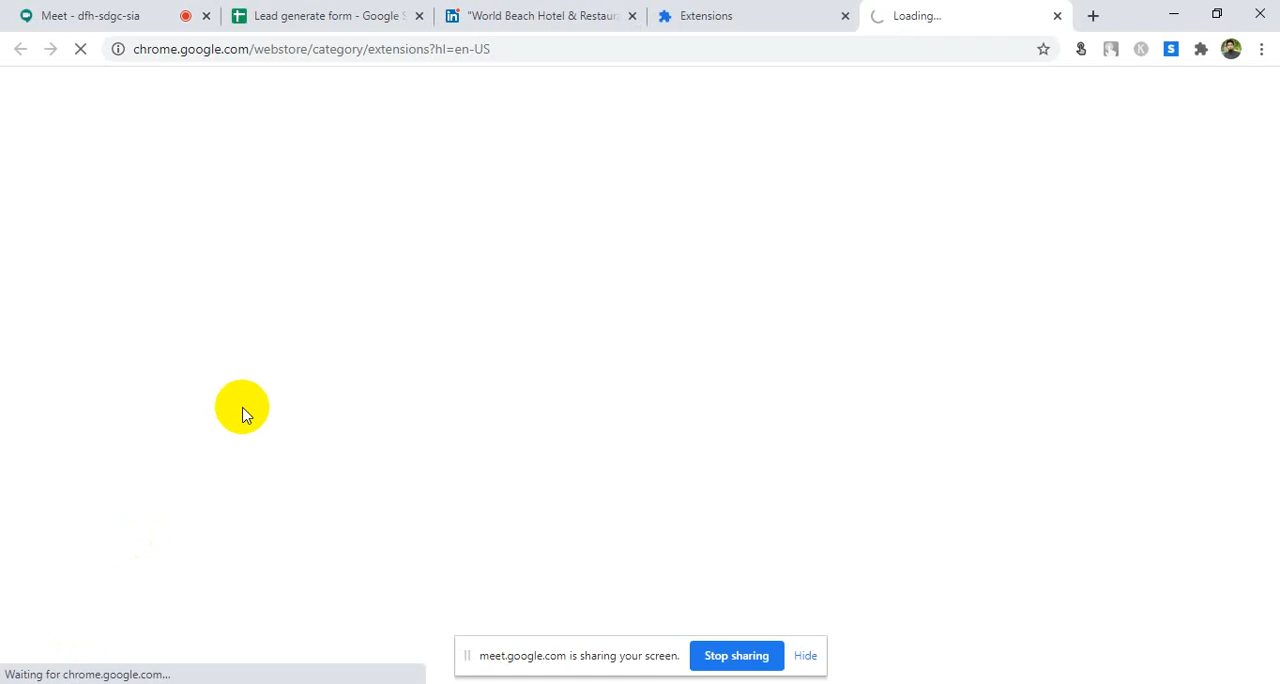 Meet - dfh-sdgc-sia
Lead generate form - Google S
"World Beach Hotel & Restaur
Extensions
Loading...
chrome.google.com/webstore/category/extensions?hl=en-US
K
S
meet.google.com is sharing your screen.
Stop sharing
Hide
Waiting for chrome.google.com...